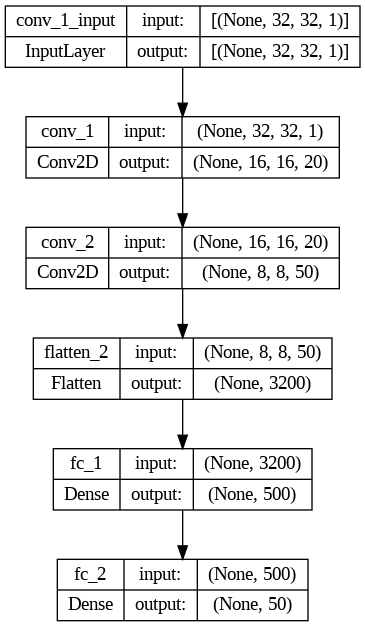 conv_1_input input: [(None, 32, 32, 1)]
InputLayer output: [(None, 32, 32, 1)]
conv_1 input: (None, 32, 32, 1)
Conv2D output: (None, 16, 16, 20)
conv_2 input: (None, 16, 16, 20)
Conv2D output: (None, 8, 8, 50)
flatten_2 input: (None, 8, 8, 50)
Flatten output: (None, 3200)
fc_1 input: (None, 3200)
Dense output: (None, 500)
fc_2 input: (None, 500)
Dense output: (None, 50)